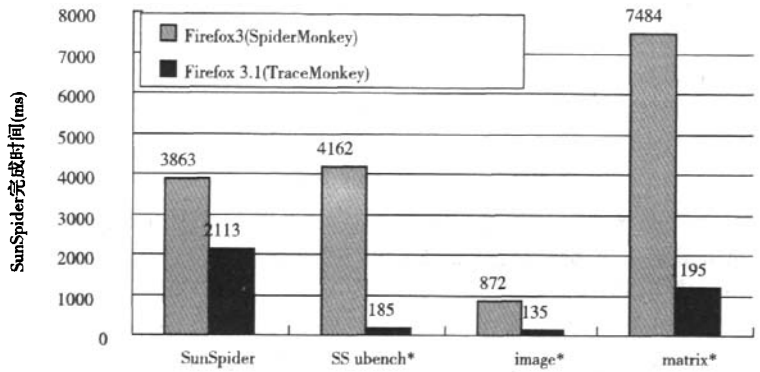 8000
7000
6000
5000
4000
3000
2000
1000
0
SunSpider完成时间(ms)
Firefox3(SpiderMonkey)
Firefox 3.1(TraceMonkey)
3863
2113
4162
185
872
135
7484
195
SunSpider
SS ubench*
image*
matrix*